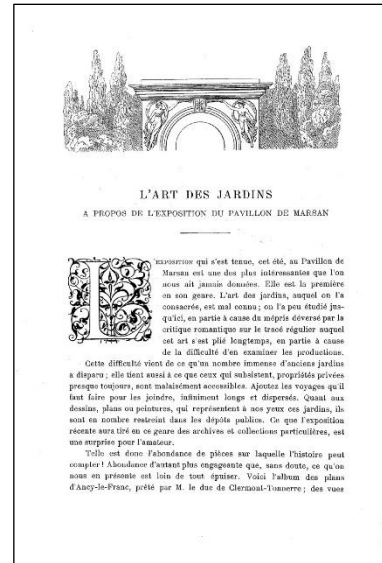 L'ART DES JARDINS
A PROPOS DE L'EXPOSITION DU PAVILLON DE MARSAN
L'EXPOSITION qui s'est tenue, cet été, au Pavillon de
Marsan est une des plus intéressantes que l'on
nous ait jamais données. Elle est la première
en son genre. L'art des jardins, auquel on l'a
consacrée, est mal connu; on l'a peu étudié jus-
qu'ici, en partie à cause du mépris déversé par la
critique romantique sur le tracé régulier auquel
cet art s'est plié longtemps, en partie à cause
de la difficulté d'en examiner les productions.
Cette difficulté vient de ce qu'un nombre immense d'anciens jardins
a disparu; elle tient aussi à ce que ceux qui subsistent, propriétés privées
presque toujours, sont malaisément accessibles. Ajoutez les voyages qu'il
faut faire pour les joindre, infiniment longs et dispersés. Quant aux
dessins, plans ou peintures, qui représentent à nos yeux ces jardins, ils
sont en nombre restreint dans les dépôts publics. Ce que l'exposition
récente aura tiré en ce genre des archives et collections particulières, est
une surprise pour l'amateur.
Telle est donc l'abondance de pièces sur laquelle l'histoire peut
compter! Abondance d'autant plus engageante que, sans doute, ce qu'on
nous en présente est loin de tout épuiser. Voici l'album des plans
d'Ancy-le-Franc, prêté par M. le duc de Clermont-Tonnerre; des vues